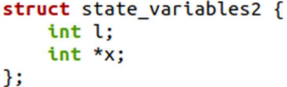 struct state_variables2 {
    int l;
    int *x;
};